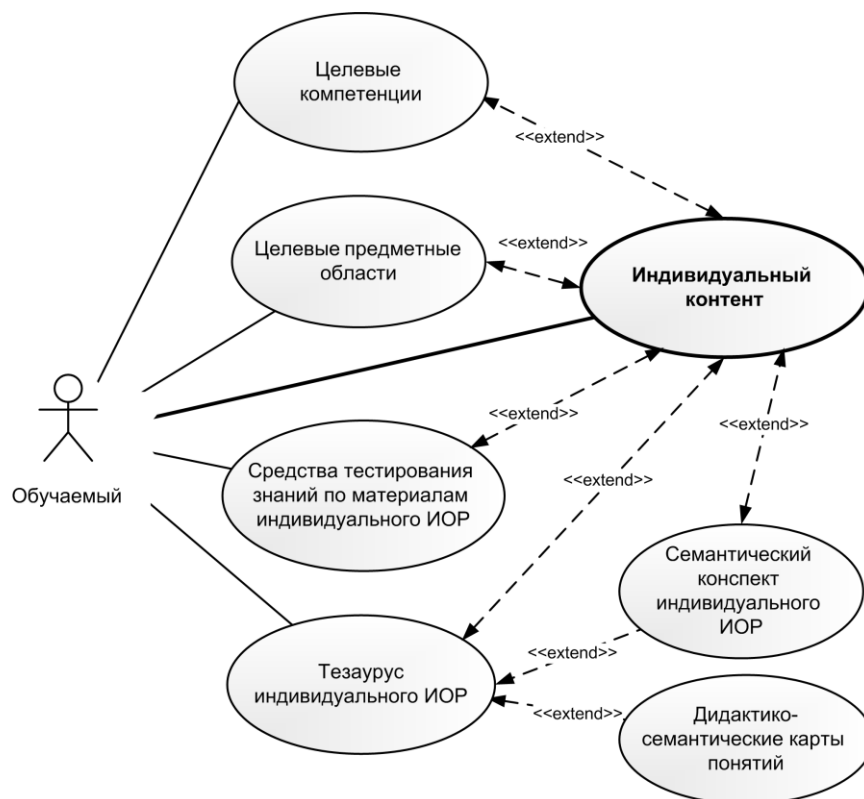 Целевые
компетенции
<<extend>>
Целевые предметные
области
<<extend>>
Индивидуальный
контент
Обучаемый
<<extend>>
Средства тестирования
знаний по материалам
индивидуального ИОР
<<extend>>
<<extend>>
Семантический
конспект
индивидуального
ИОР
<<extend>>
Тезаурус
индивидуального ИОР
<<extend>>
Дидактико-
семантические карты
понятий